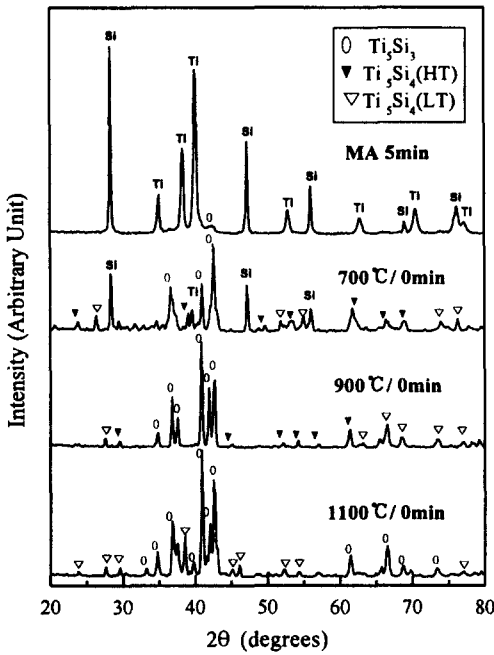 Ti5Si3
Ti5Si4(HT)
Ti5Si4(LT)
MA 5min
Si
Ti
Ti
Ti
Si
Ti
Si
Ti
Si
Ti
Si
Ti
700℃/0min
Si
Ti
Si
Si
900℃/0min
1100℃/0min
Intensity (Arbitrary Unit)
20 30 40 50 60 70 80
2θ (degrees)